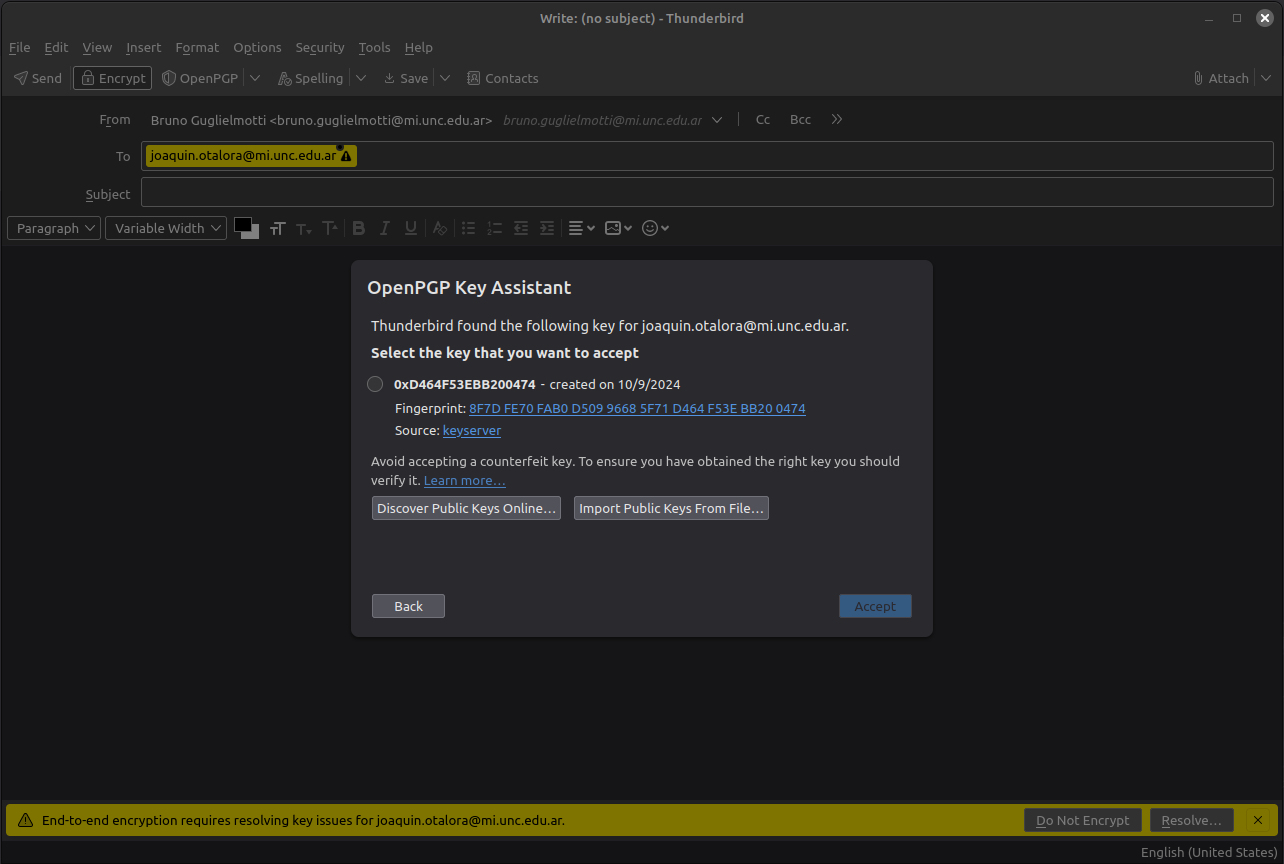 Write: (no subject) - Thunderbird
File Edit View Insert Format Options Security Tools Help
Send Encrypt OpenPGP Spelling Save Contacts Attach
From Bruno Guglielmotti <bruno.guglielmotti@mi.unc.edu.ar> bruno.guglielmotti@mi.unc.edu.ar Cc Bcc
To joaquin.otalora@mi.unc.edu.ar
Subject
Paragraph Variable Width
OpenPGP Key Assistant
Thunderbird found the following key for joaquin.otalora@mi.unc.edu.ar.
Select the key that you want to accept
0xD464F53EBB200474 - created on 10/9/2024
Fingerprint: 8F7D FE70 FAB0 D509 9668 5F71 D464 F53E BB20 0474
Source: keyserver
Avoid accepting a counterfeit key. To ensure you have obtained the right key you should
verify it. Learn more…
Discover Public Keys Online… Import Public Keys From File…
Back Accept
End-to-end encryption requires resolving key issues for joaquin.otalora@mi.unc.edu.ar. Do Not Encrypt Resolve…
English (United States)